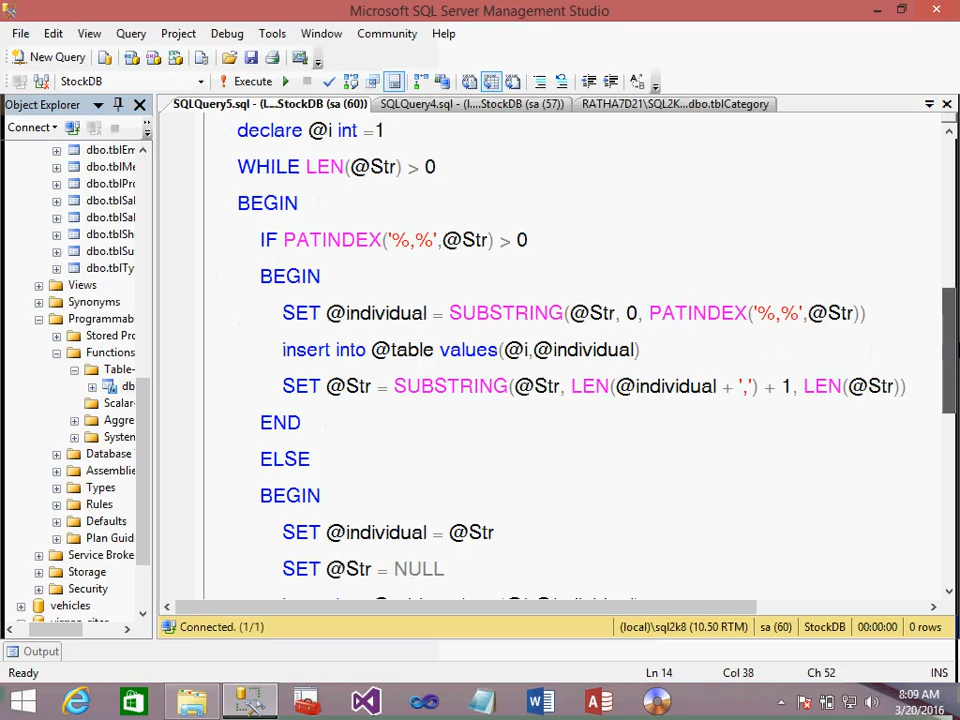 Microsoft SQL Server Management Studio
File Edit View Query Project Debug Tools Window Community Help
New Query
StockDB Execute
Object Explorer
SQLQuery5.sql - (L...StockDB (sa (60)) SQLQuery4.sql - (l....StockDB (sa (57)) RATHA7D21\SQL2K...dbo.tblCategory
Connect
dbo.tblEm
dbo.tblMe
dbo.tblPro
dbo.tblSal
dbo.tblSal
dbo.tblSh
dbo.tblSu
dbo.tblTy
Views
Synonyms
Programmab
Stored Pro
Functions
Table-
db
Scalar-
Aggre
System
Database
Assemblie
Types
Rules
Defaults
Plan Guid
Service Broke
Storage
Security
vehicles
declare @i int =1
WHILE LEN(@Str) > 0
BEGIN
IF PATINDEX('%,%',@Str) > 0
BEGIN
SET @individual = SUBSTRING(@Str, 0, PATINDEX('%,%',@Str))
insert into @table values(@i,@individual)
SET @Str = SUBSTRING(@Str, LEN(@individual + ',') + 1, LEN(@Str))
END
ELSE
BEGIN
SET @individual = @Str
SET @Str = NULL
Connected. (1/1) (local)\sql2k8 (10.50 RTM) sa (60) StockDB 00:00:00 0 rows
Output
Ready Ln 14 Col 38 Ch 52 INS
8:09 AM
3/20/2016